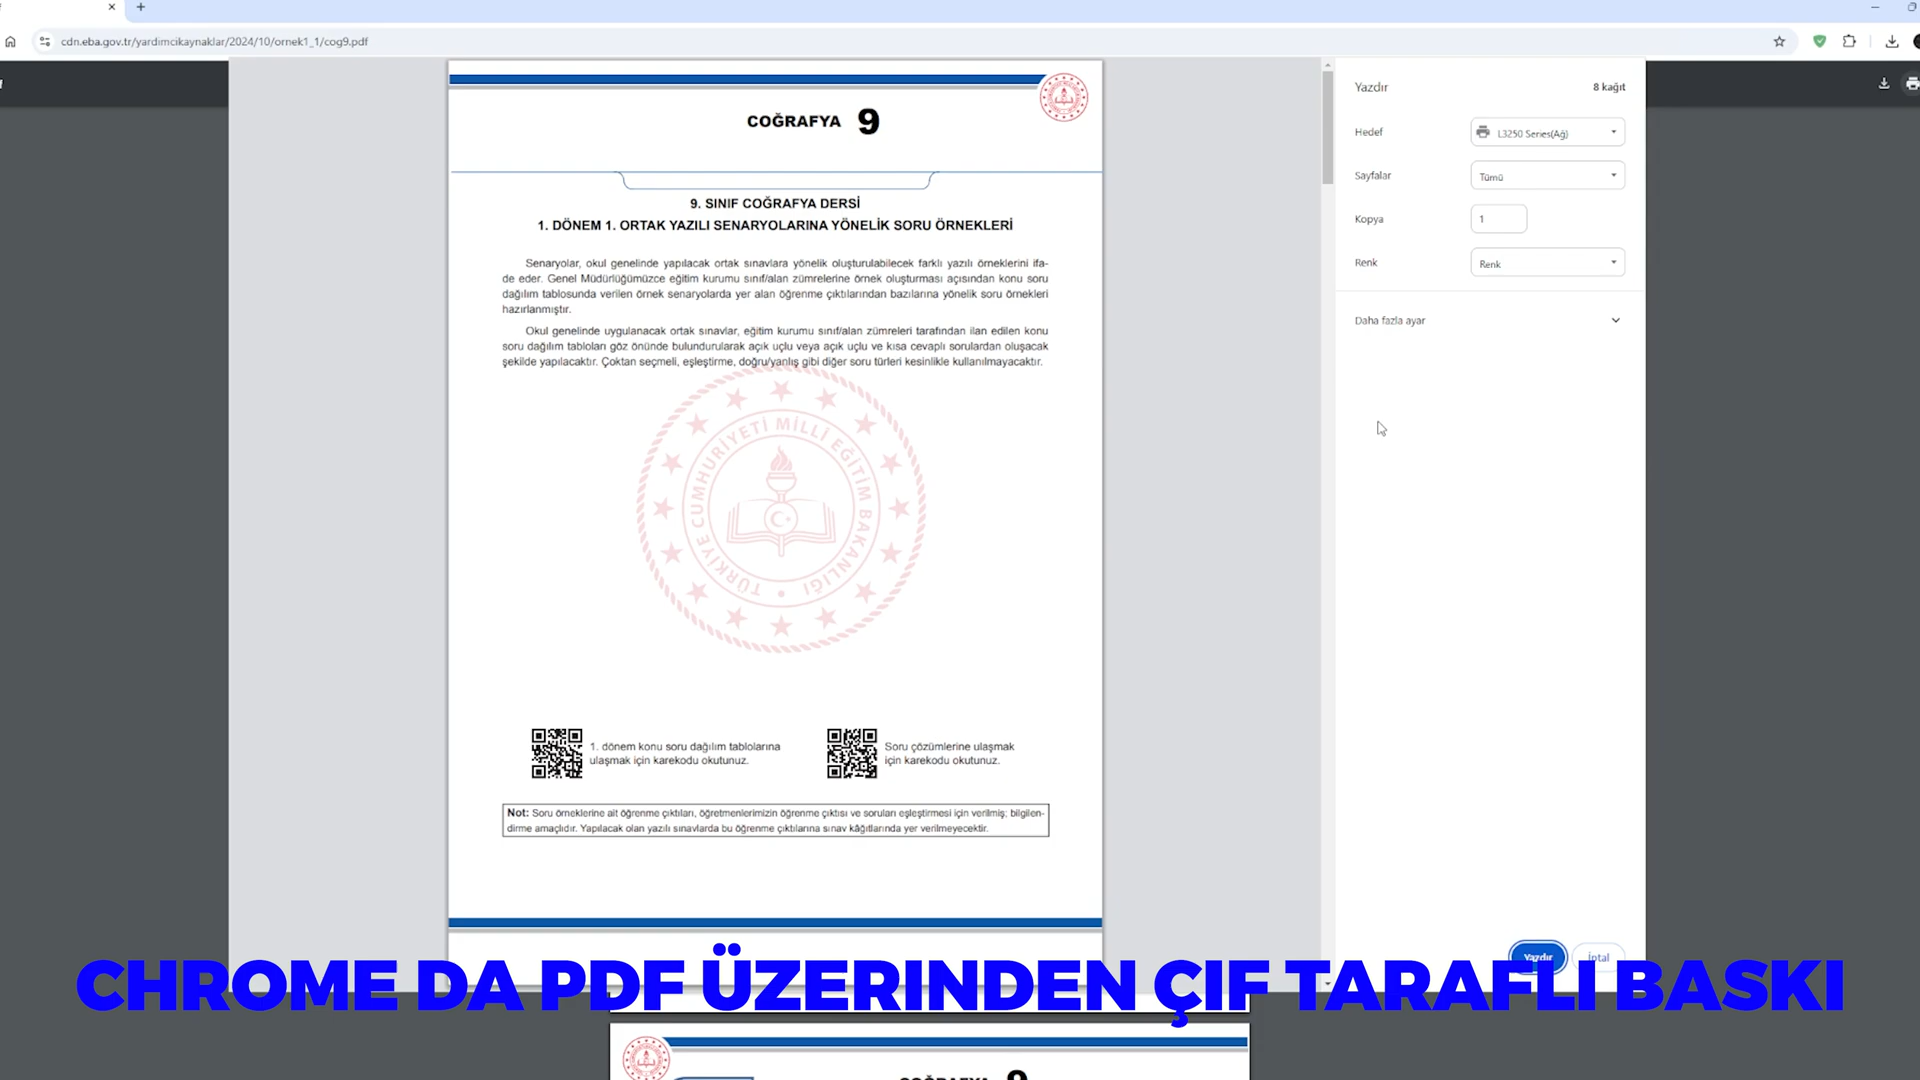 cdn.eba.gov.tr/yardimcikaynaklar/2024/10/ornek1_1/cog9.pdf
COĞRAFYA 9
9. SINIF COĞRAFYA DERSİ
1. DÖNEM 1. ORTAK YAZILI SENARYOLARINA YÖNELİK SORU ÖRNEKLERİ
Senaryolar, okul genelinde yapılacak ortak sınavlara yönelik oluşturulabilecek farklı yazılı örneklerini ifa-
de eder. Genel Müdürlüğümüzce eğitim kurumu sınıf/alan zümrelerine örnek oluşturması açısından konu soru
dağılım tablosunda verilen örnek senaryolarda yer alan öğrenme çıktılarından bazılarına yönelik soru örnekleri
hazırlanmıştır.
Okul genelinde uygulanacak ortak sınavlar, eğitim kurumu sınıf/alan zümreleri tarafından ilan edilen konu
soru dağılım tabloları göz önünde bulundurularak açık uçlu veya açık uçlu ve kısa cevaplı sorulardan oluşacak
şekilde yapılacaktır. Çoktan seçmeli, eşleştirme, doğru/yanlış gibi diğer soru türleri kesinlikle kullanılmayacaktır.
TÜRKİYE CUMHURİYETİ MİLLÎ EĞİTİM BAKANLIĞI
1. dönem konu soru dağılım tablolarına
ulaşmak için karekodu okutunuz.
Soru çözümlerine ulaşmak
için karekodu okutunuz.
Not: Soru örneklerine ait öğrenme çıktıları, öğretmenlerimizin öğrenme çıktısı ve soruları eşleştirmesi için verilmiş; bilgilen-
dirme amaçlıdır. Yapılacak olan yazılı sınavlarda bu öğrenme çıktılarına sınav kâğıtlarında yer verilmeyecektir.
Yazdır 8 kağıt
Hedef L3250 Series(Ağ)
Sayfalar Tümü
Kopya 1
Renk Renk
Daha fazla ayar
Yazdır İptal
CHROME DA PDF ÜZERINDEN ÇIF TARAFLI BASKI
COĞRAFYA 9